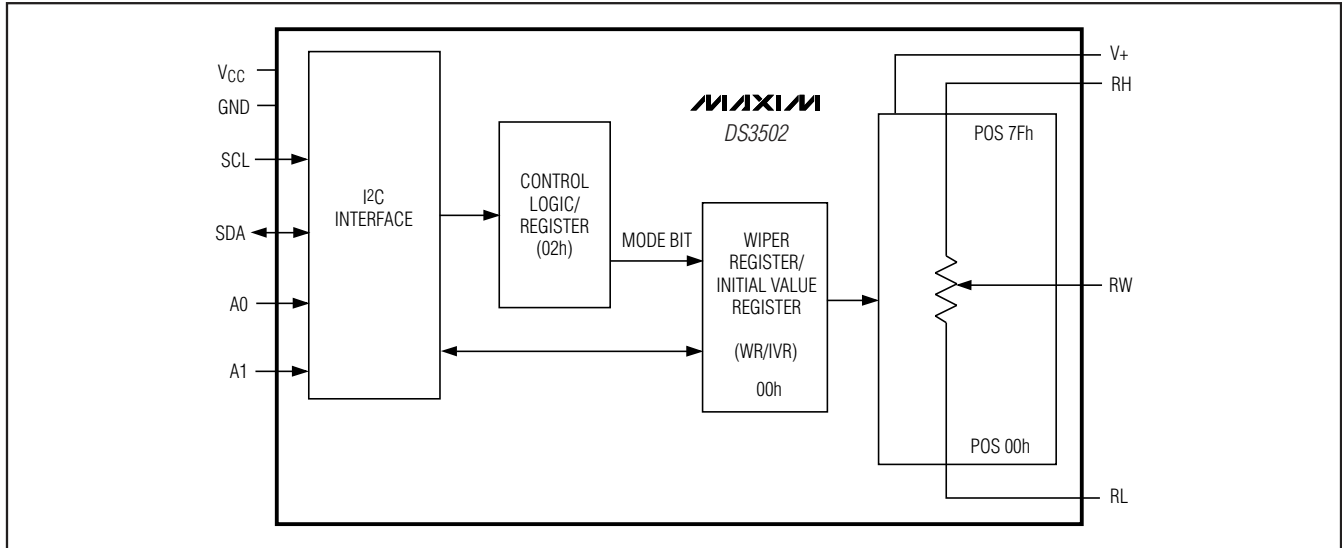 VCC
GND
SCL
SDA
A0
A1
I2C
INTERFACE
CONTROL
LOGIC/
REGISTER
(02h)
MODE BIT
MAXIM
DS3502
WIPER
REGISTER/
INITIAL VALUE
REGISTER
(WR/IVR)
00h
POS 7Fh
POS 00h
V+
RH
RW
RL